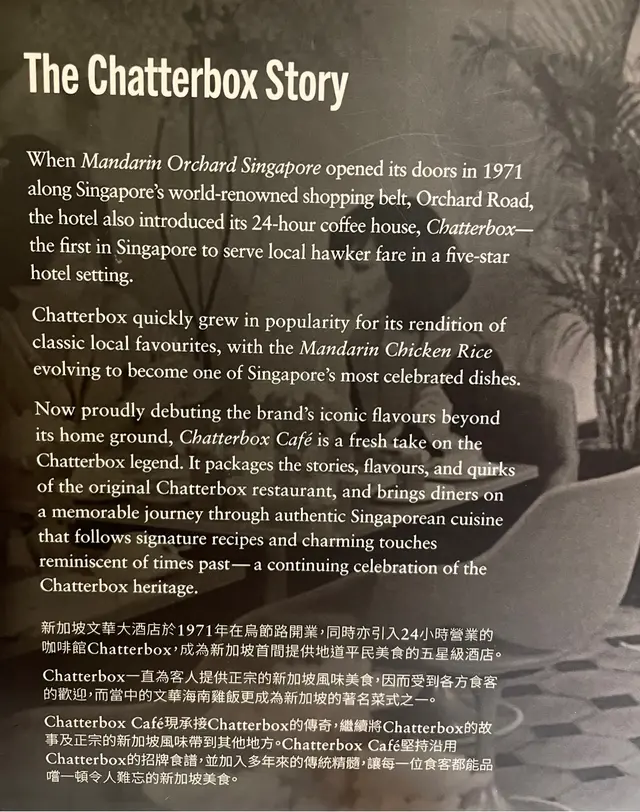 The Chatterbox Story
When Mandarin Orchard Singapore opened its doors in 1971
along Singapore's world-renowned shopping belt, Orchard Road,
the hotel also introduced its 24-hour coffee house, Chatterbox—
the first in Singapore to serve local hawker fare in a five-star
hotel setting.
Chatterbox quickly grew in popularity for its rendition of
classic local favourites, with the Mandarin Chicken Rice
evolving to become one of Singapore's most celebrated dishes.
Now proudly debuting the brand's iconic flavours beyond
its home ground, Chatterbox Café is a fresh take on the
Chatterbox legend. It packages the stories, flavours, and quirks
of the original Chatterbox restaurant, and brings diners on
a memorable journey through authentic Singaporean cuisine
that follows signature recipes and charming touches
reminiscent of times past—a continuing celebration of the
Chatterbox heritage.
新加坡文華大酒店於1971年在烏節路開業,同時亦引入24小時營業的
咖啡館Chatterbox,成為新加坡首間提供地道平民美食的五星級酒店。
Chatterbox一直為客人提供正宗的新加坡風味美食,因而受到各方食客
的歡迎,而當中的文華海南雞飯更成為新加坡的著名菜式之一。
Chatterbox Café現承接Chatterbox的傳奇,繼續將Chatterbox的故
事及正宗的新加坡風味帶到其他地方。Chatterbox Café堅持沿用
Chatterbox的招牌食譜,並加入多年來的傳統精髓,讓每一位食客都能品
嚐一頓令人難忘的新加坡美食。